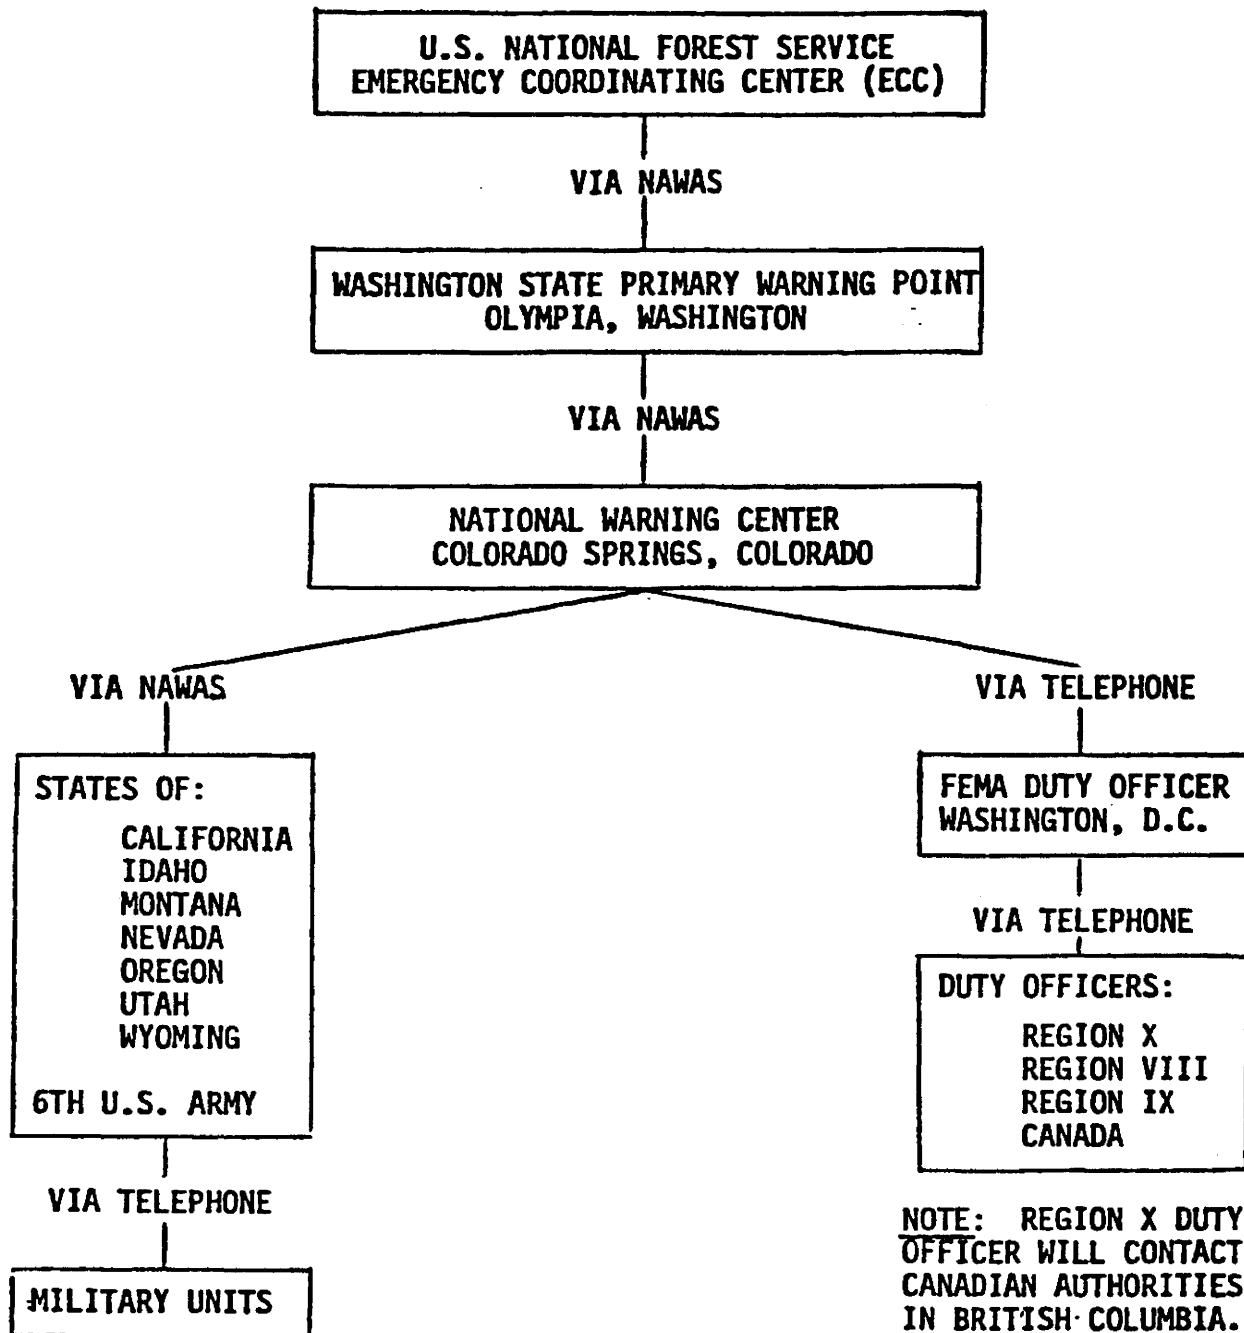 U.S. NATIONAL FOREST SERVICE
EMERGENCY COORDINATING CENTER (ECC)
VIA NAWAS
WASHINGTON STATE PRIMARY WARNING POINT
OLYMPIA, WASHINGTON
VIA NAWAS
NATIONAL WARNING CENTER
COLORADO SPRINGS, COLORADO
VIA NAWAS
STATES OF:
CALIFORNIA
IDAHO
MONTANA
NEVADA
OREGON
UTAH
WYOMING
6TH U.S. ARMY
VIA TELEPHONE
MILITARY UNITS
VIA TELEPHONE
FEMA DUTY OFFICER
WASHINGTON, D.C.
VIA TELEPHONE
DUTY OFFICERS:
REGION X
REGION VIII
REGION IX
CANADA
NOTE: REGION X DUTY
OFFICER WILL CONTACT
CANADIAN AUTHORITIES
IN BRITISH COLUMBIA.